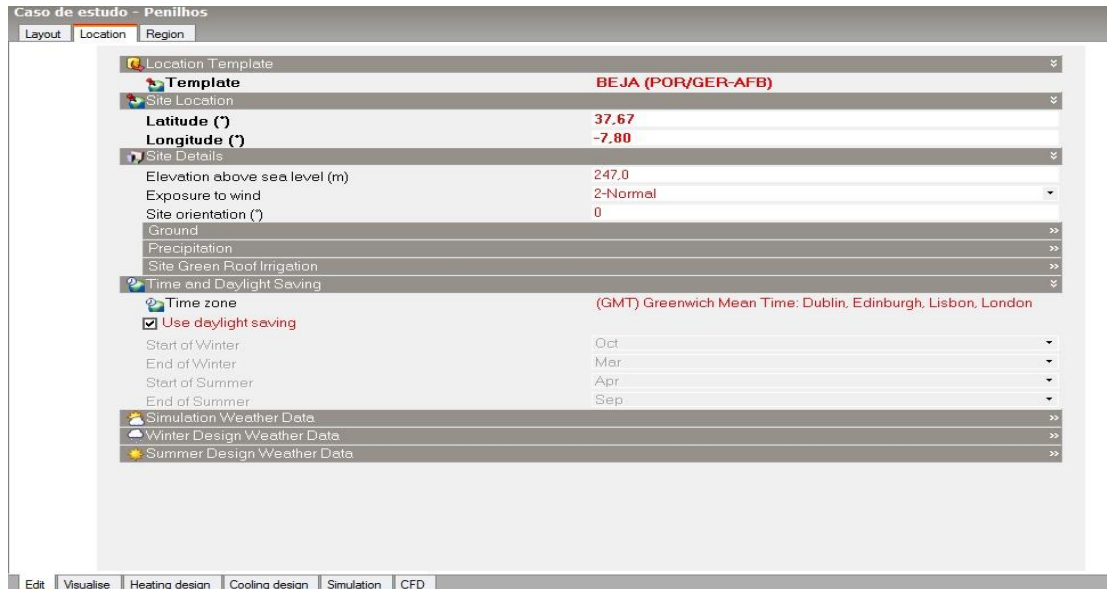 Caso de estudo - Penilhos
Layout Location Region
Location Template
Template BEJA (POR/GER-AFB)
Site Location
Latitude (°) 37,67
Longitude (°) -7,80
Site Details
Elevation above sea level (m) 247,0
Exposure to wind 2-Normal
Site orientation (°) 0
Ground
Precipitation
Site Green Roof Irrigation
Time and Daylight Saving
Time zone (GMT) Greenwich Mean Time: Dublin, Edinburgh, Lisbon, London
Use daylight saving
Start of Winter Oct
End of Winter Mar
Start of Summer Apr
End of Summer Sep
Simulation Weather Data
Winter Design Weather Data
Summer Design Weather Data
Edit Visualise Heating design Cooling design Simulation CFD